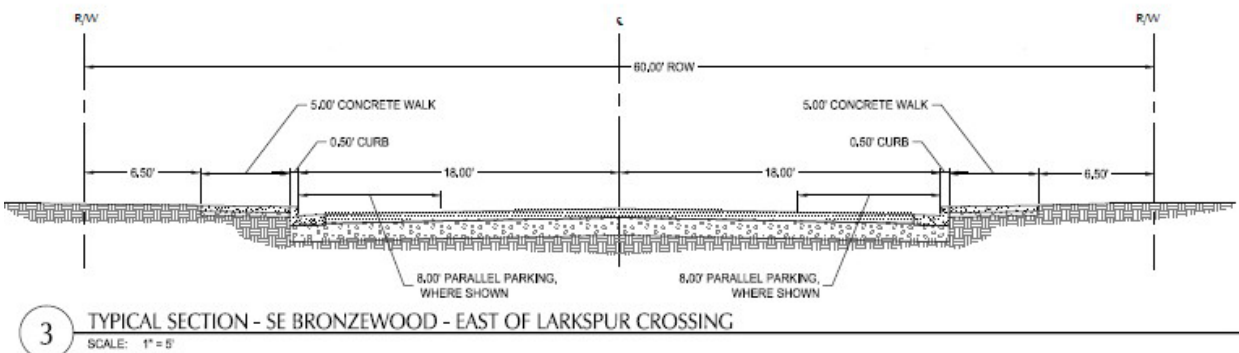 R/W
℄
R/W
60.00' ROW
5.00' CONCRETE WALK
5.00' CONCRETE WALK
0.50' CURB
0.50' CURB
6.50'
18.00'
18.00'
6.50'
8.00' PARALLEL PARKING,
WHERE SHOWN
8.00' PARALLEL PARKING,
WHERE SHOWN
3
TYPICAL SECTION - SE BRONZEWOOD - EAST OF LARKSPUR CROSSING
SCALE: 1" = 5'